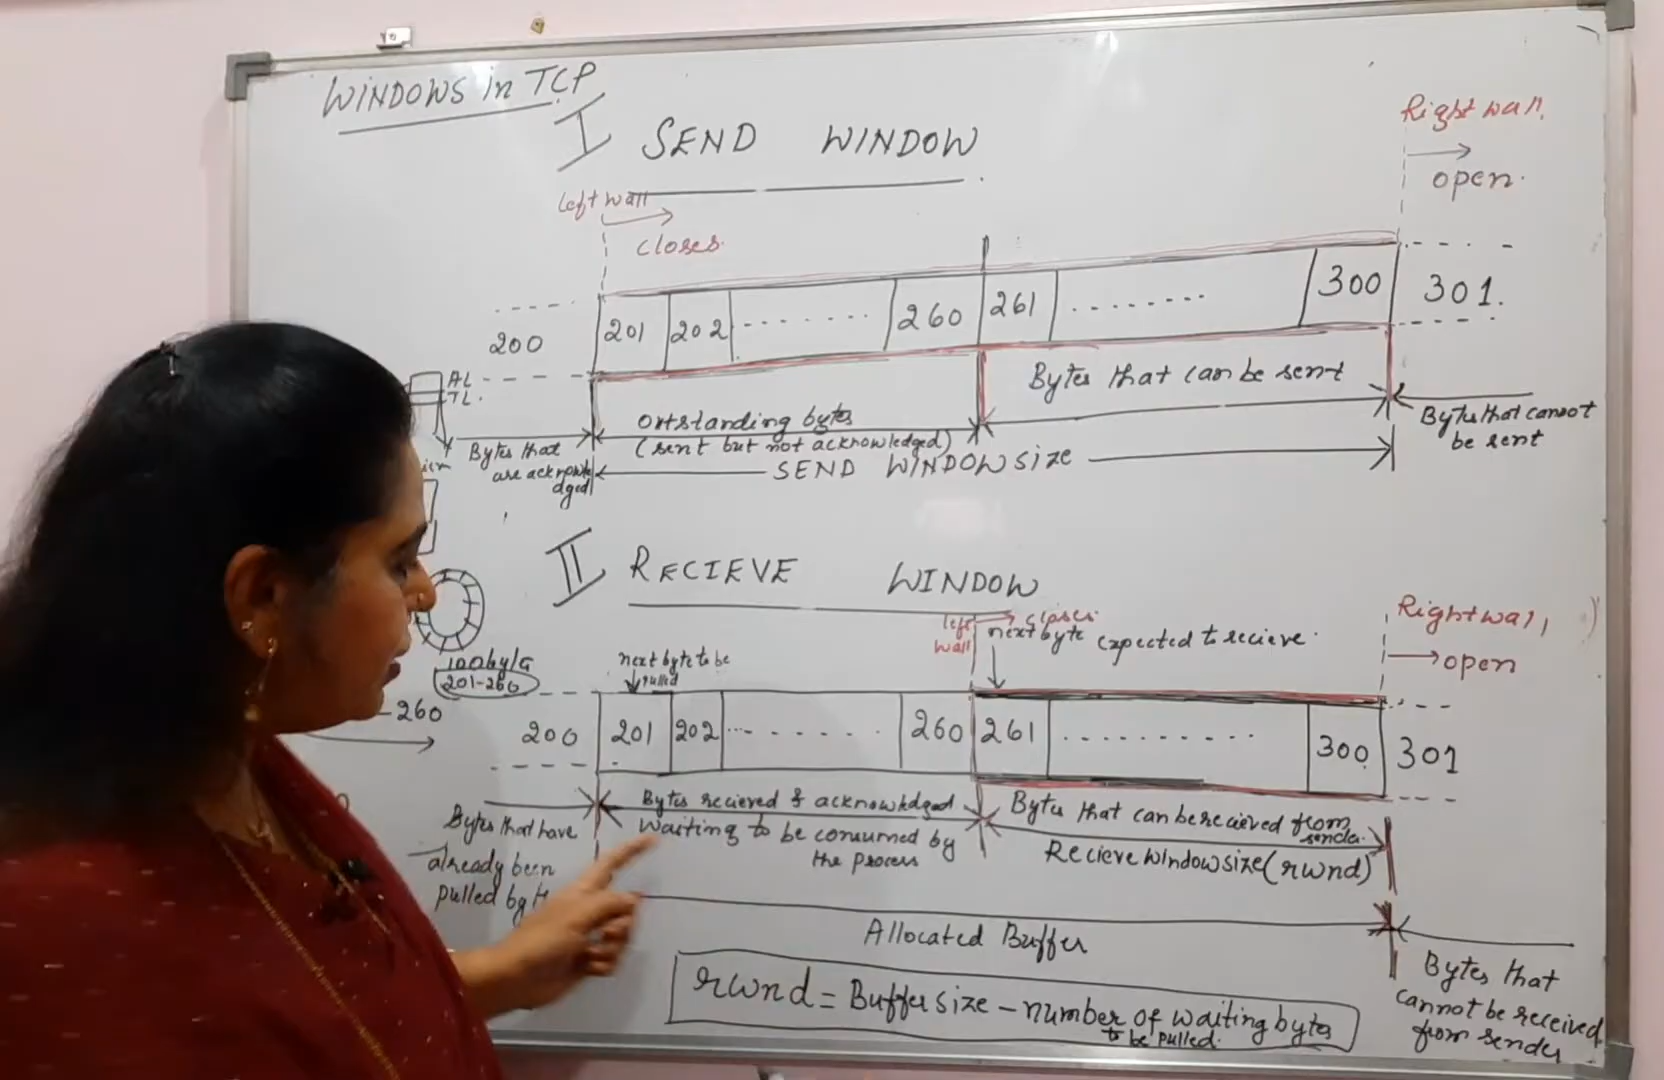 WINDOWS in TCP
I SEND WINDOW
Right wall
open.
left wall
closes.
200 201 202 -------- 260 261 -------- 300 301.
AL
TL.
Bytes that can be sent
Ortstanding bytes
(sent but not acknowledged)
Bytes that
are acknowle
dged
Bytes that cannot
be sent
SEND WINDOW size
II RECIEVE WINDOW
left
wall
closes.
next byte expected to recieve.
Right wall
open
next byte to be
pulled
100 byte
201-260
-260
200 201 202 -------- 260 261 -------- 300 301
Bytes recieved & acknowledged
waiting to be consumed by
the process
Bytes that can be recieved from
sender.
Recieve window size (rwnd)
Bytes that have
already been
pulled by
Allocated Buffer
rwnd = Buffer size - number of waiting bytes
to be pulled.
Bytes that
cannot be received
from sender